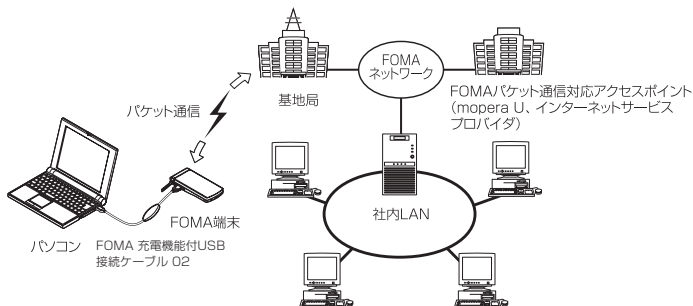 FOMA
ネットワーク
基地局
FOMAパケット通信対応アクセスポイント
(mopera U、インターネットサービス
プロバイダ)
パケット通信
FOMA端末
社内LAN
パソコン
FOMA 充電機能付USB
接続ケーブル 02